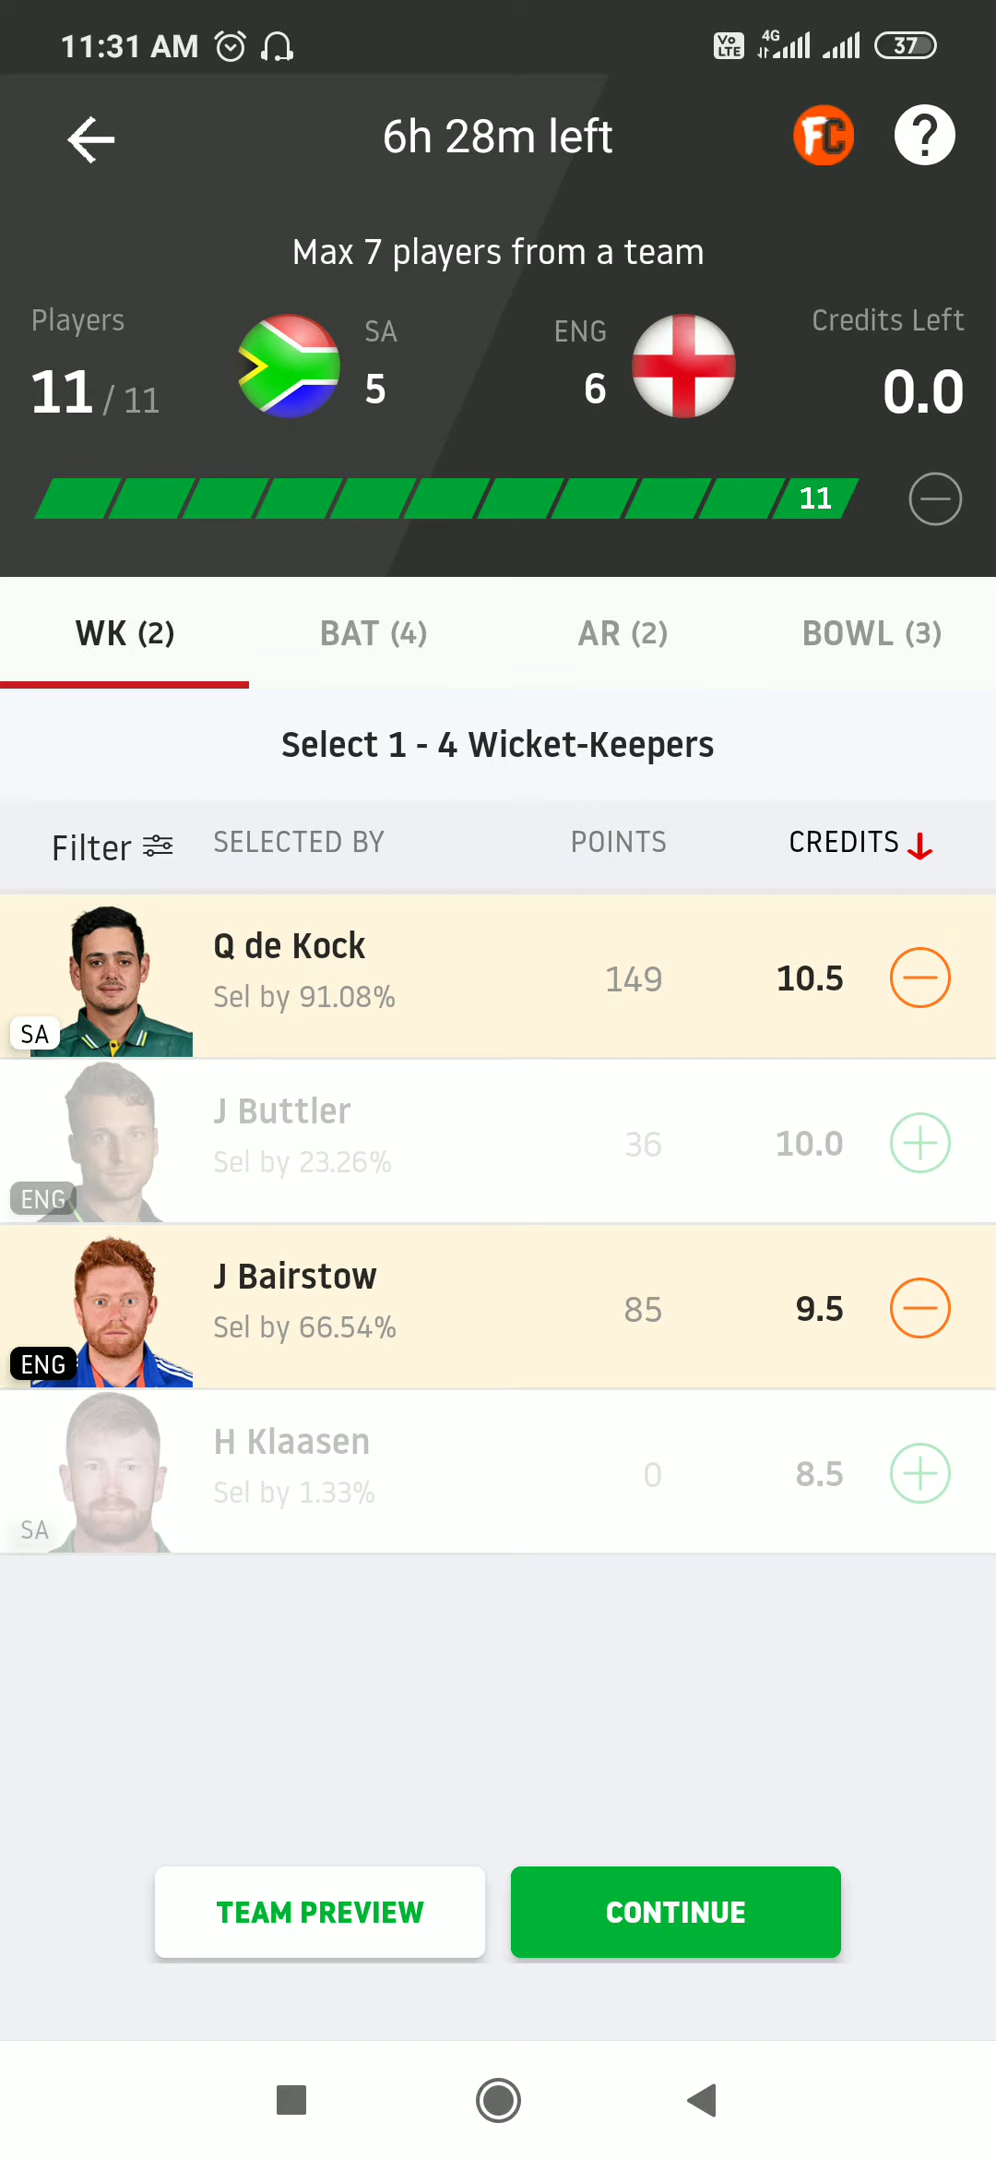 11:31 AM
Vo LTE 4G 37
6h 28m left
FC ?
Max 7 players from a team
Players SA ENG Credits Left
11 / 11 5 6 0.0
11
WK (2) BAT (4) AR (2) BOWL (3)
Select 1 - 4 Wicket-Keepers
Filter SELECTED BY POINTS CREDITS
Q de Kock
Sel by 91.08% 149 10.5
SA
J Buttler
Sel by 23.26% 36 10.0
ENG
J Bairstow
Sel by 66.54% 85 9.5
ENG
H Klaasen
Sel by 1.33% 0 8.5
SA
TEAM PREVIEW CONTINUE